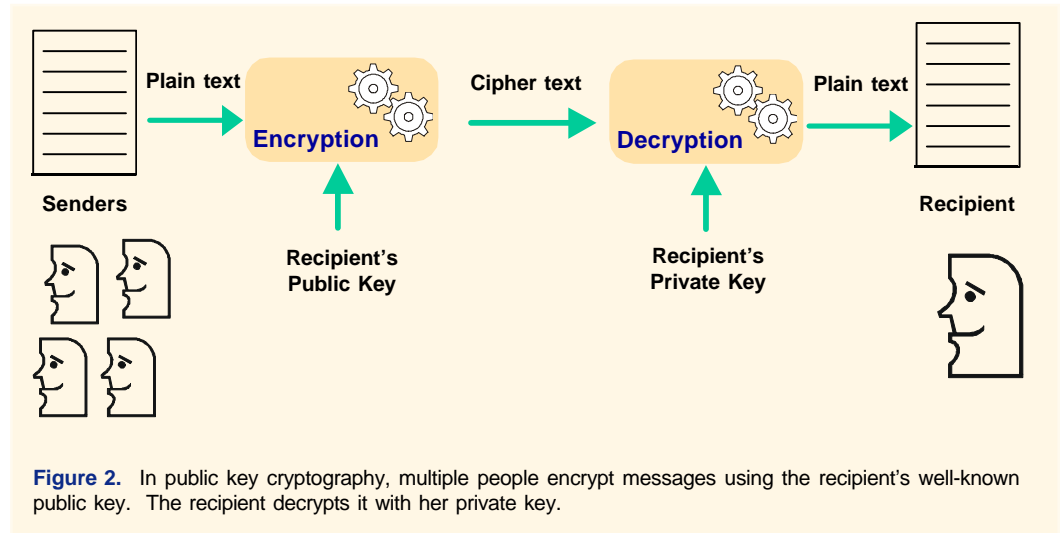 Plain text
Encryption
Cipher text
Decryption
Plain text
Senders
Recipient
Recipient's
Public Key
Recipient's
Private Key
Figure 2. In public key cryptography, multiple people encrypt messages using the recipient's well-known
public key. The recipient decrypts it with her private key.